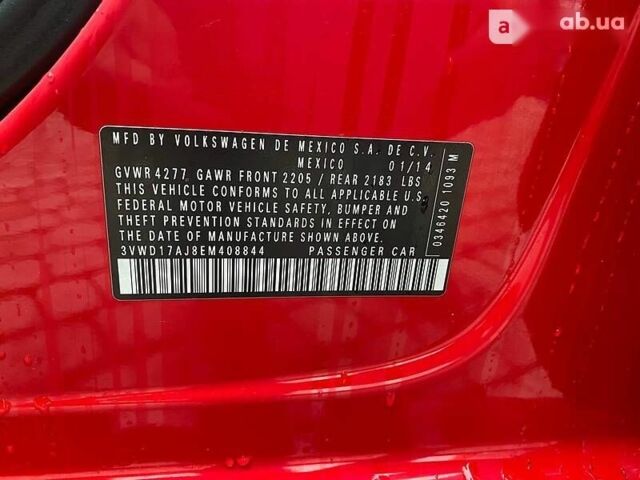 a ab.ua
MFD BY VOLKSWAGEN DE MEXICO S.A. DE C.V.
MEXICO 01/14
GVWR 4277 GAWR FRONT 2205 / REAR 2183 LBS
THIS VEHICLE CONFORMS TO ALL APPLICABLE U.S.
FEDERAL MOTOR VEHICLE SAFETY, BUMPER AND
THEFT PREVENTION STANDARDS IN EFFECT ON
THE DATE OF MANUFACTURE SHOWN ABOVE.
3VWD17AJ8EM408844 PASSENGER CAR
0346420 1093 M